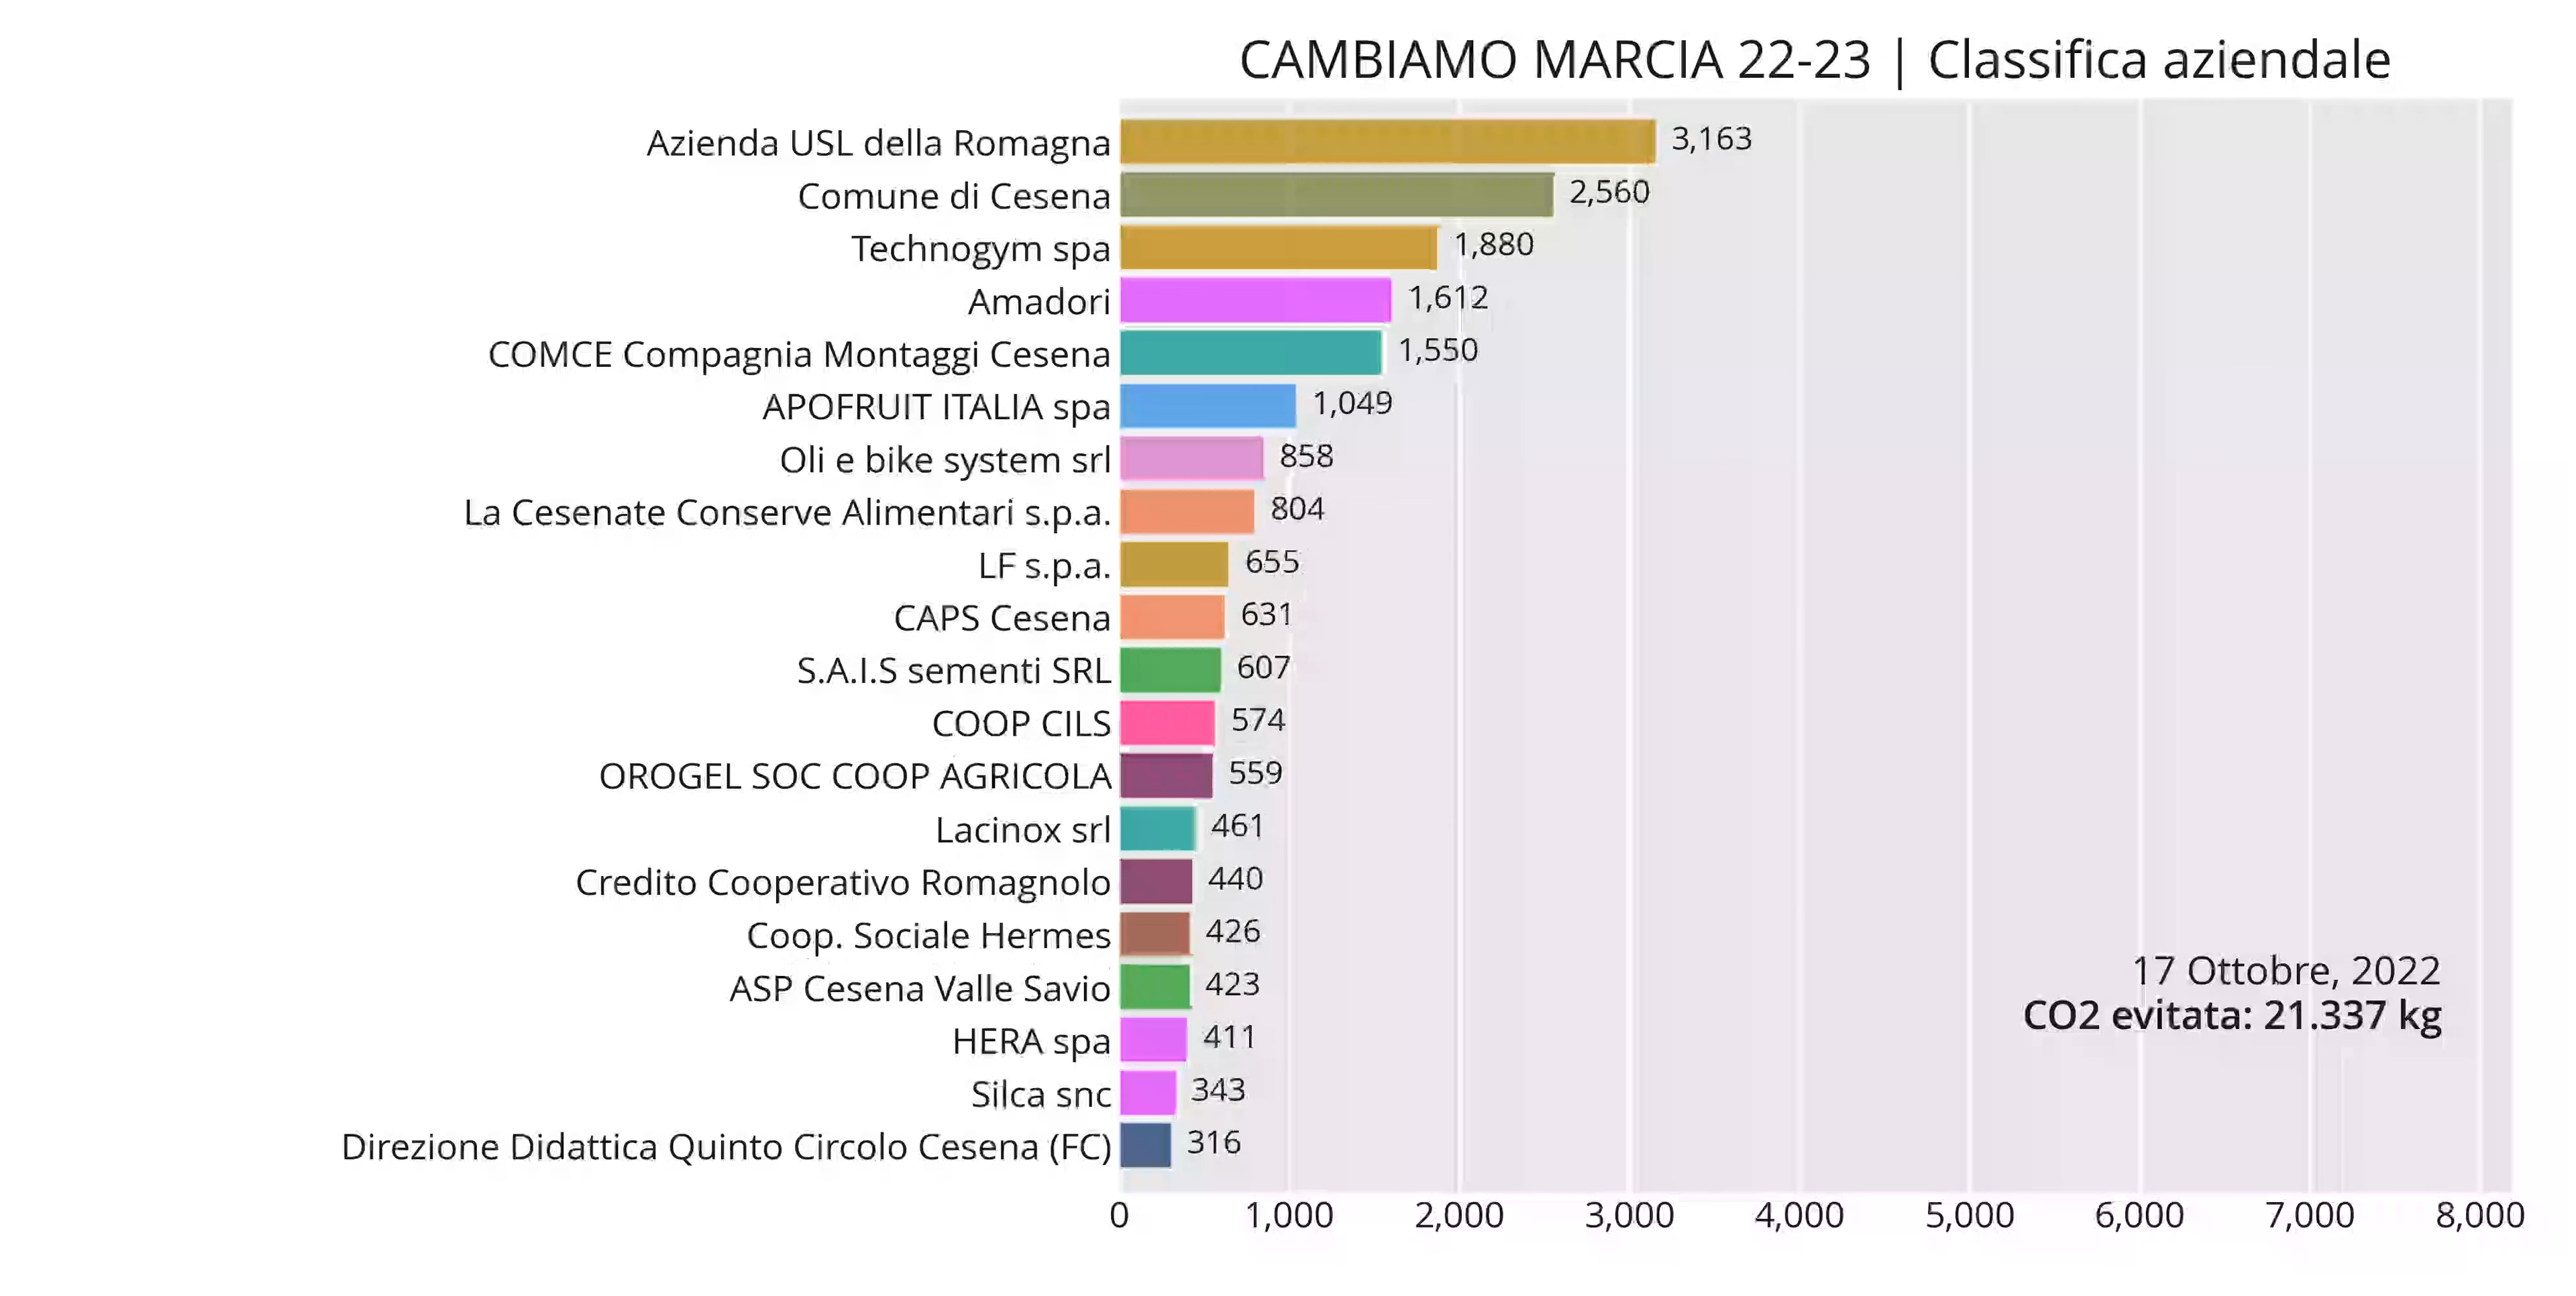 CAMBIAMO MARCIA 22-23 | Classifica aziendale
Azienda USL della Romagna 3,163
Comune di Cesena 2,560
Technogym spa 1,880
Amadori 1,612
COMCE Compagnia Montaggi Cesena 1,550
APOFRUIT ITALIA spa 1,049
Oli e bike system srl 858
La Cesenate Conserve Alimentari s.p.a. 804
LF s.p.a. 655
CAPS Cesena 631
S.A.I.S sementi SRL 607
COOP CILS 574
OROGEL SOC COOP AGRICOLA 559
Lacinox srl 461
Credito Cooperativo Romagnolo 440
Coop. Sociale Hermes 426
ASP Cesena Valle Savio 423
HERA spa 411
Silca snc 343
Direzione Didattica Quinto Circolo Cesena (FC) 316
17 Ottobre, 2022
CO2 evitata: 21.337 kg
0 1,000 2,000 3,000 4,000 5,000 6,000 7,000 8,000